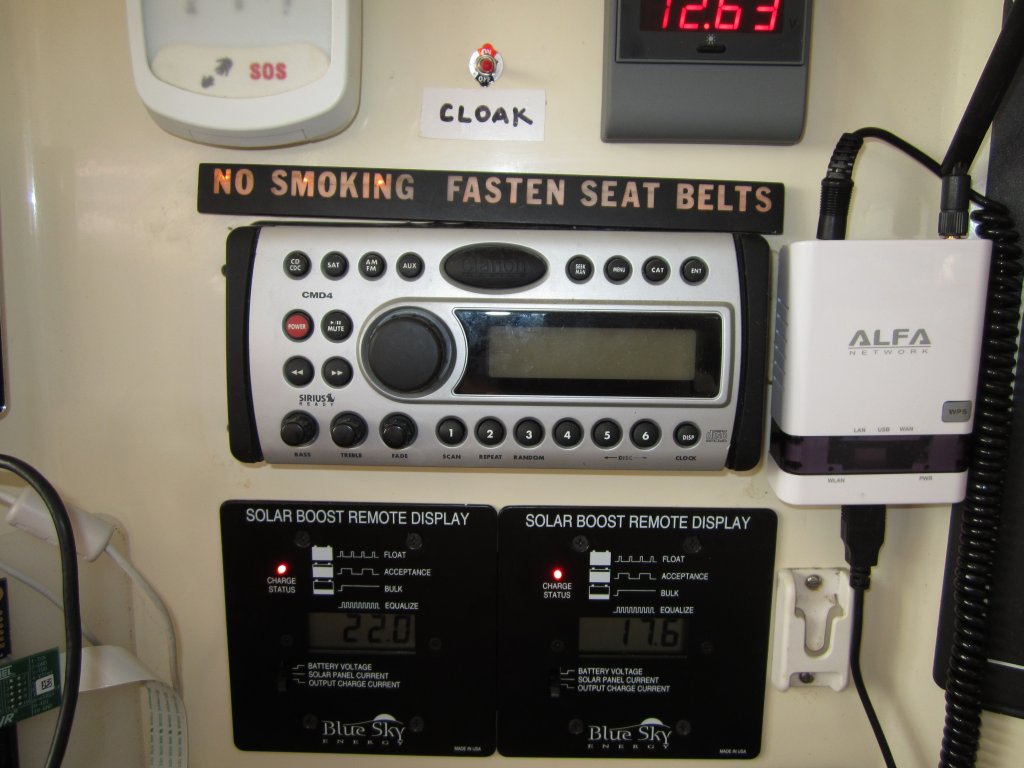 SOS
12.63
V
ON
OFF
CLOAK
NO SMOKING FASTEN SEAT BELTS
CD CDC
SAT
AM FM
AUX
Clarion
SEEK MAN
MENU
CAT
ENT
CMD4
POWER
MUTE
SIRIUS
READY
BASS
TREBLE
FADE
1
2
3
4
5
6
DISP
SCAN
REPEAT
RANDOM
DISC
CLOCK
ALFA
NETWORK
WPS
LAN USB WAN
WLAN
PWR
SOLAR BOOST REMOTE DISPLAY
CHARGE STATUS
FLOAT
ACCEPTANCE
BULK
EQUALIZE
22.0
BATTERY VOLTAGE
SOLAR PANEL CURRENT
OUTPUT CHARGE CURRENT
Blue Sky
ENERGY
MADE IN USA
SOLAR BOOST REMOTE DISPLAY
CHARGE STATUS
FLOAT
ACCEPTANCE
BULK
EQUALIZE
17.6
BATTERY VOLTAGE
SOLAR PANEL CURRENT
OUTPUT CHARGE CURRENT
Blue Sky
ENERGY
MADE IN USA